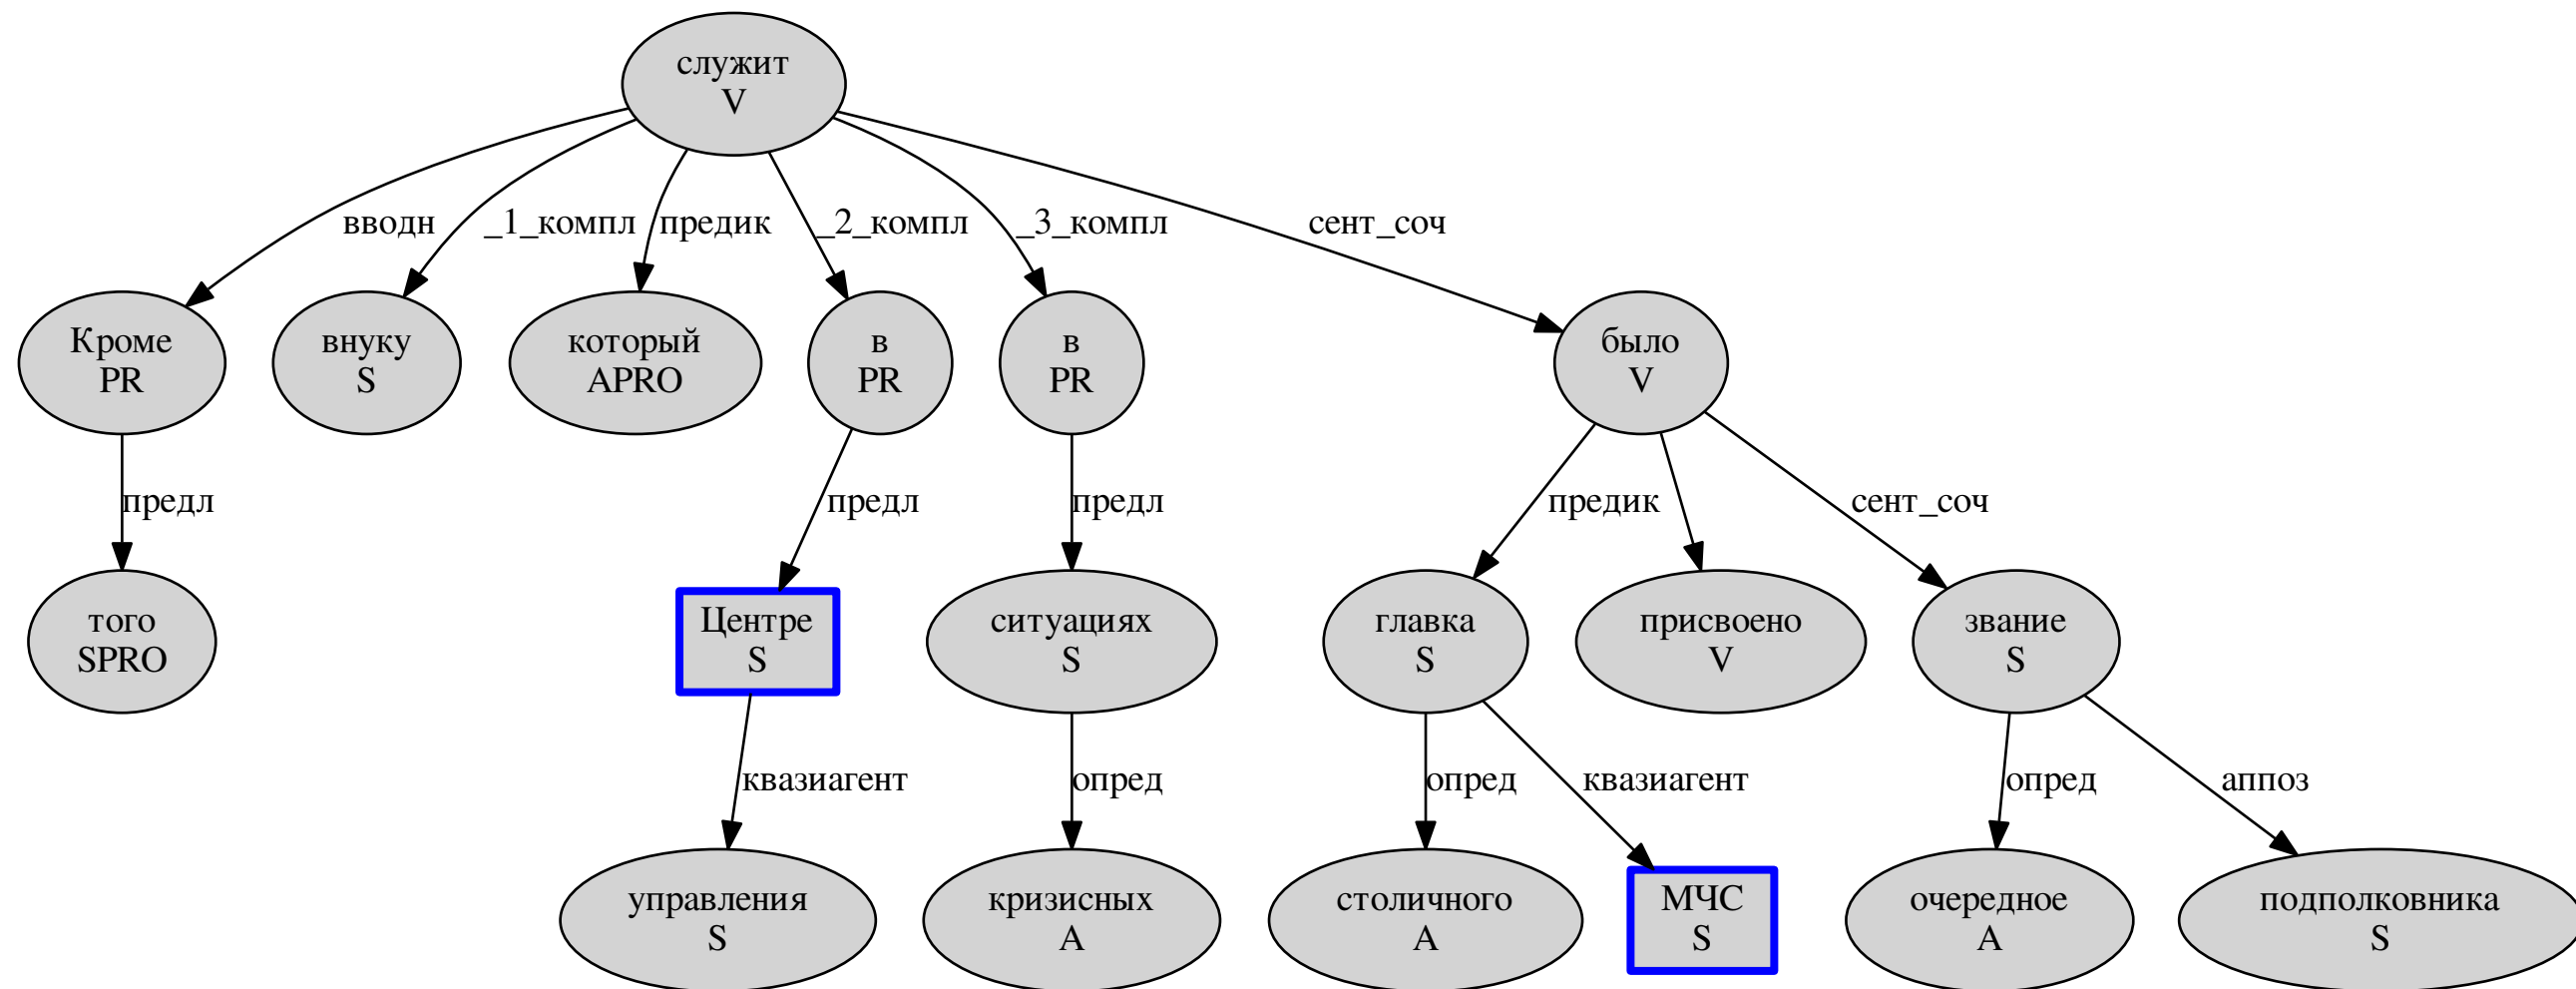 служит
V
вводн
_1_компл
предик
_2_компл
_3_компл
сент_соч
Кроме
PR
внуку
S
который
APRO
в
PR
в
PR
было
V
предл
предл
предл
предик
сент_соч
того
SPRO
Центре
S
ситуациях
S
главка
S
присвоено
V
звание
S
квазиагент
опред
опред
квазиагент
опред
аппоз
управления
S
кризисных
A
столичного
A
МЧС
S
очередное
A
подполковника
S